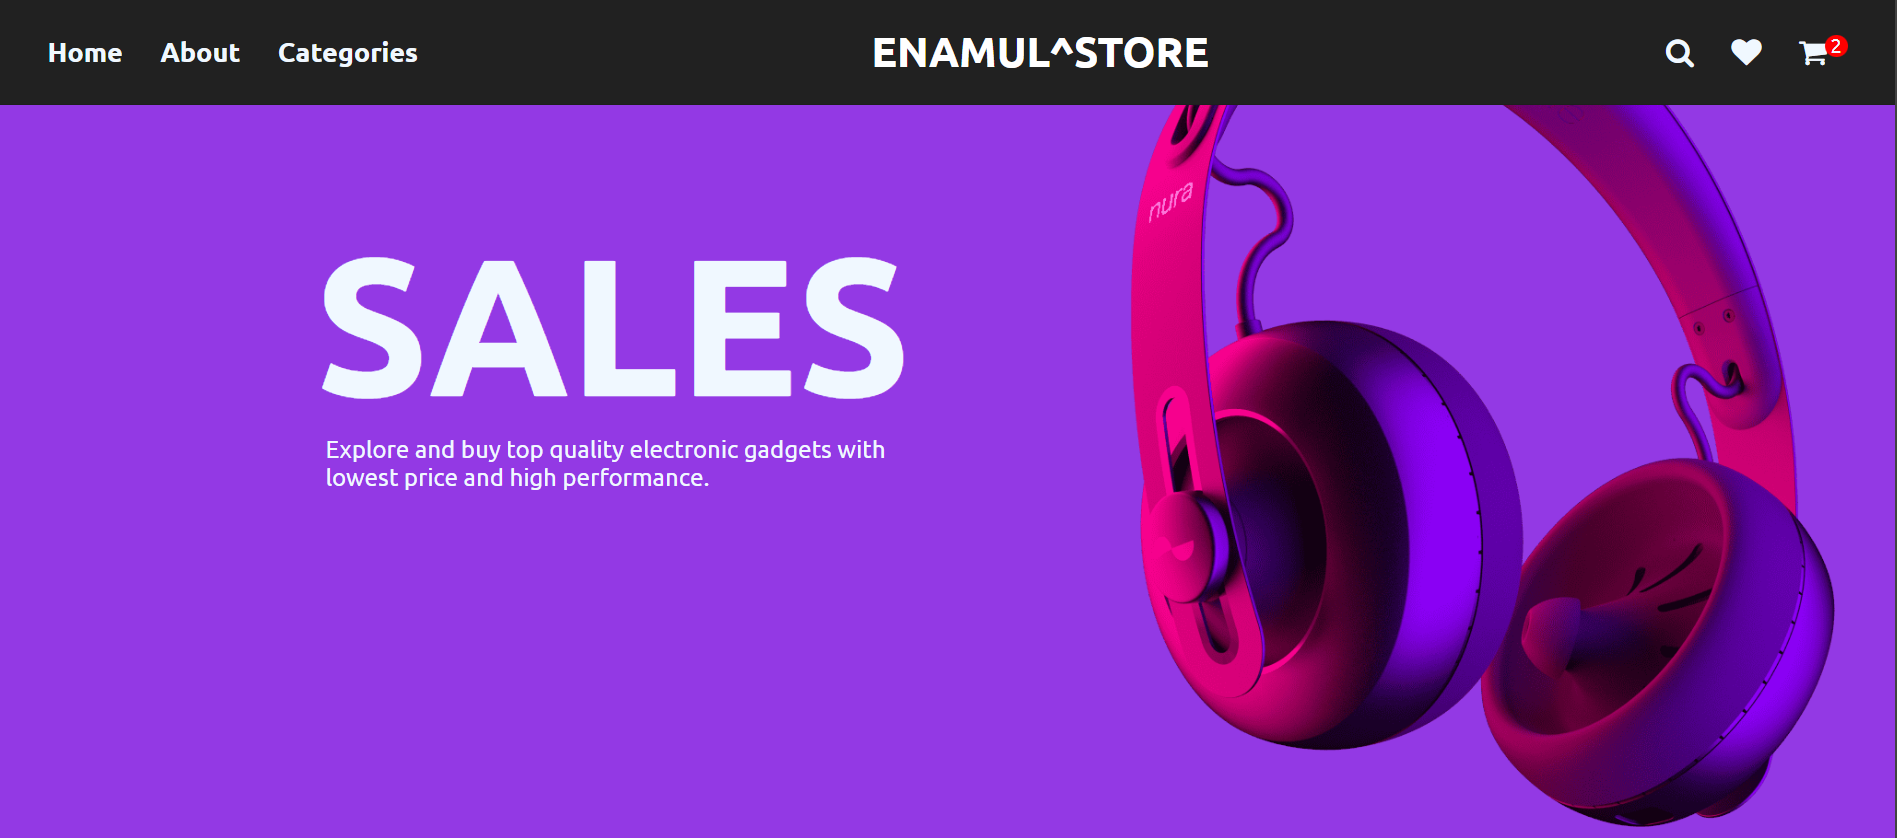 Home About Categories ENAMUL^STORE 2
nura
SALES
Explore and buy top quality electronic gadgets with
lowest price and high performance.